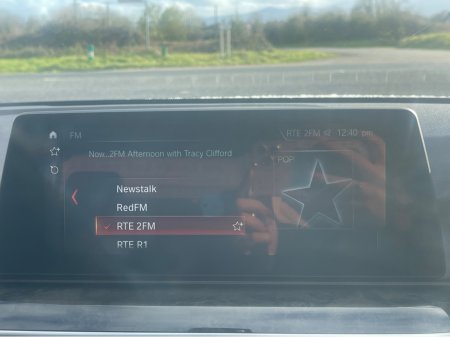 FM
RTE 2FM 12:40 pm
Now..2FM Afternoon with Tracy Clifford
POP
Newstalk
RedFM
RTE 2FM
RTE R1